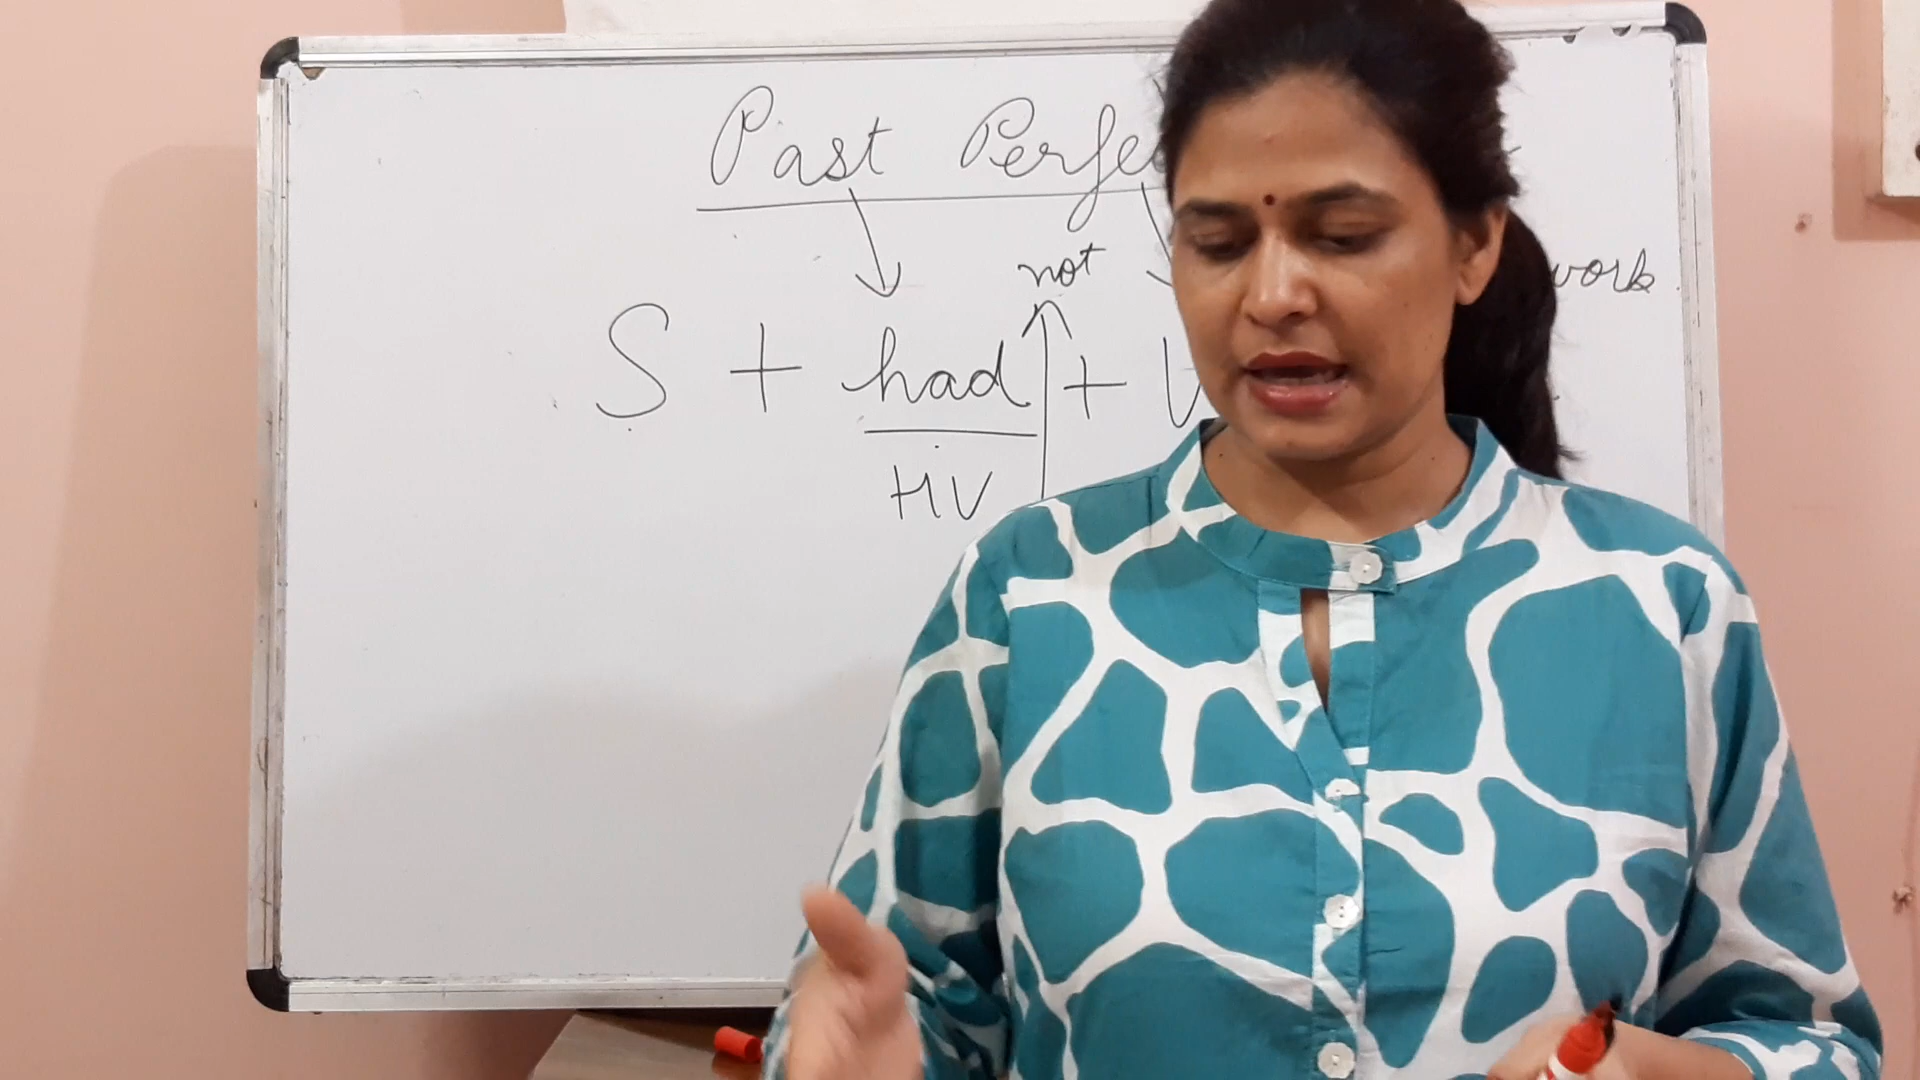 Past Perfe
not work.
S + had + V
HV